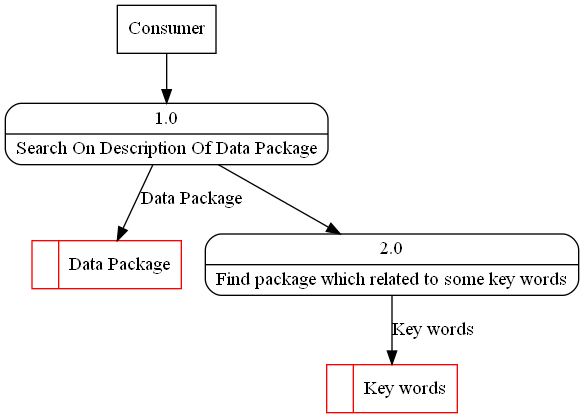 Consumer
1.0
Search On Description Of Data Package
Data Package
Data Package
2.0
Find package which related to some key words
Key words
Key words